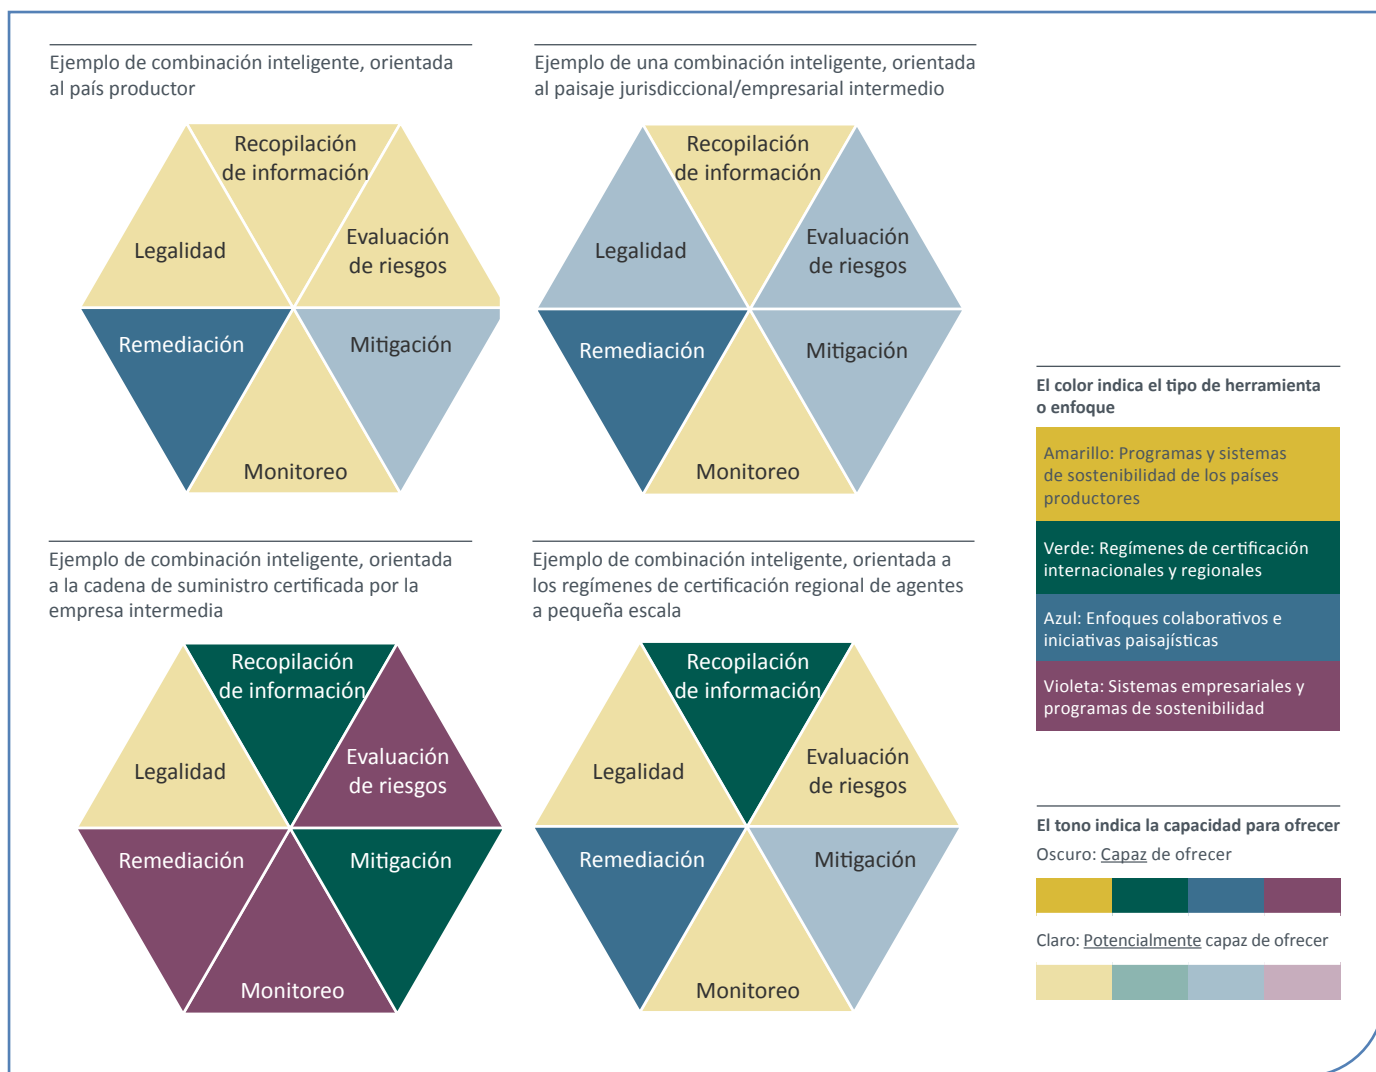 Ejemplo de combinación inteligente, orientada
al país productor
Recopilación
de información
Legalidad
Evaluación
de riesgos
Remediación
Mitigación
Monitoreo
Ejemplo de una combinación inteligente, orientada
al paisaje jurisdiccional/empresarial intermedio
Recopilación
de información
Legalidad
Evaluación
de riesgos
Remediación
Mitigación
Monitoreo
Ejemplo de combinación inteligente, orientada
a la cadena de suministro certificada por la
empresa intermedia
Recopilación
de información
Legalidad
Evaluación
de riesgos
Remediación
Mitigación
Monitoreo
Ejemplo de combinación inteligente, orientada a
los regímenes de certificación regional de agentes
a pequeña escala
Recopilación
de información
Legalidad
Evaluación
de riesgos
Remediación
Mitigación
Monitoreo
El color indica el tipo de herramienta
o enfoque
Amarillo: Programas y sistemas
de sostenibilidad de los países
productores
Verde: Regímenes de certificación
internacionales y regionales
Azul: Enfoques colaborativos e
iniciativas paisajísticas
Violeta: Sistemas empresariales y
programas de sostenibilidad
El tono indica la capacidad para ofrecer
Oscuro: Capaz de ofrecer
Claro: Potencialmente capaz de ofrecer